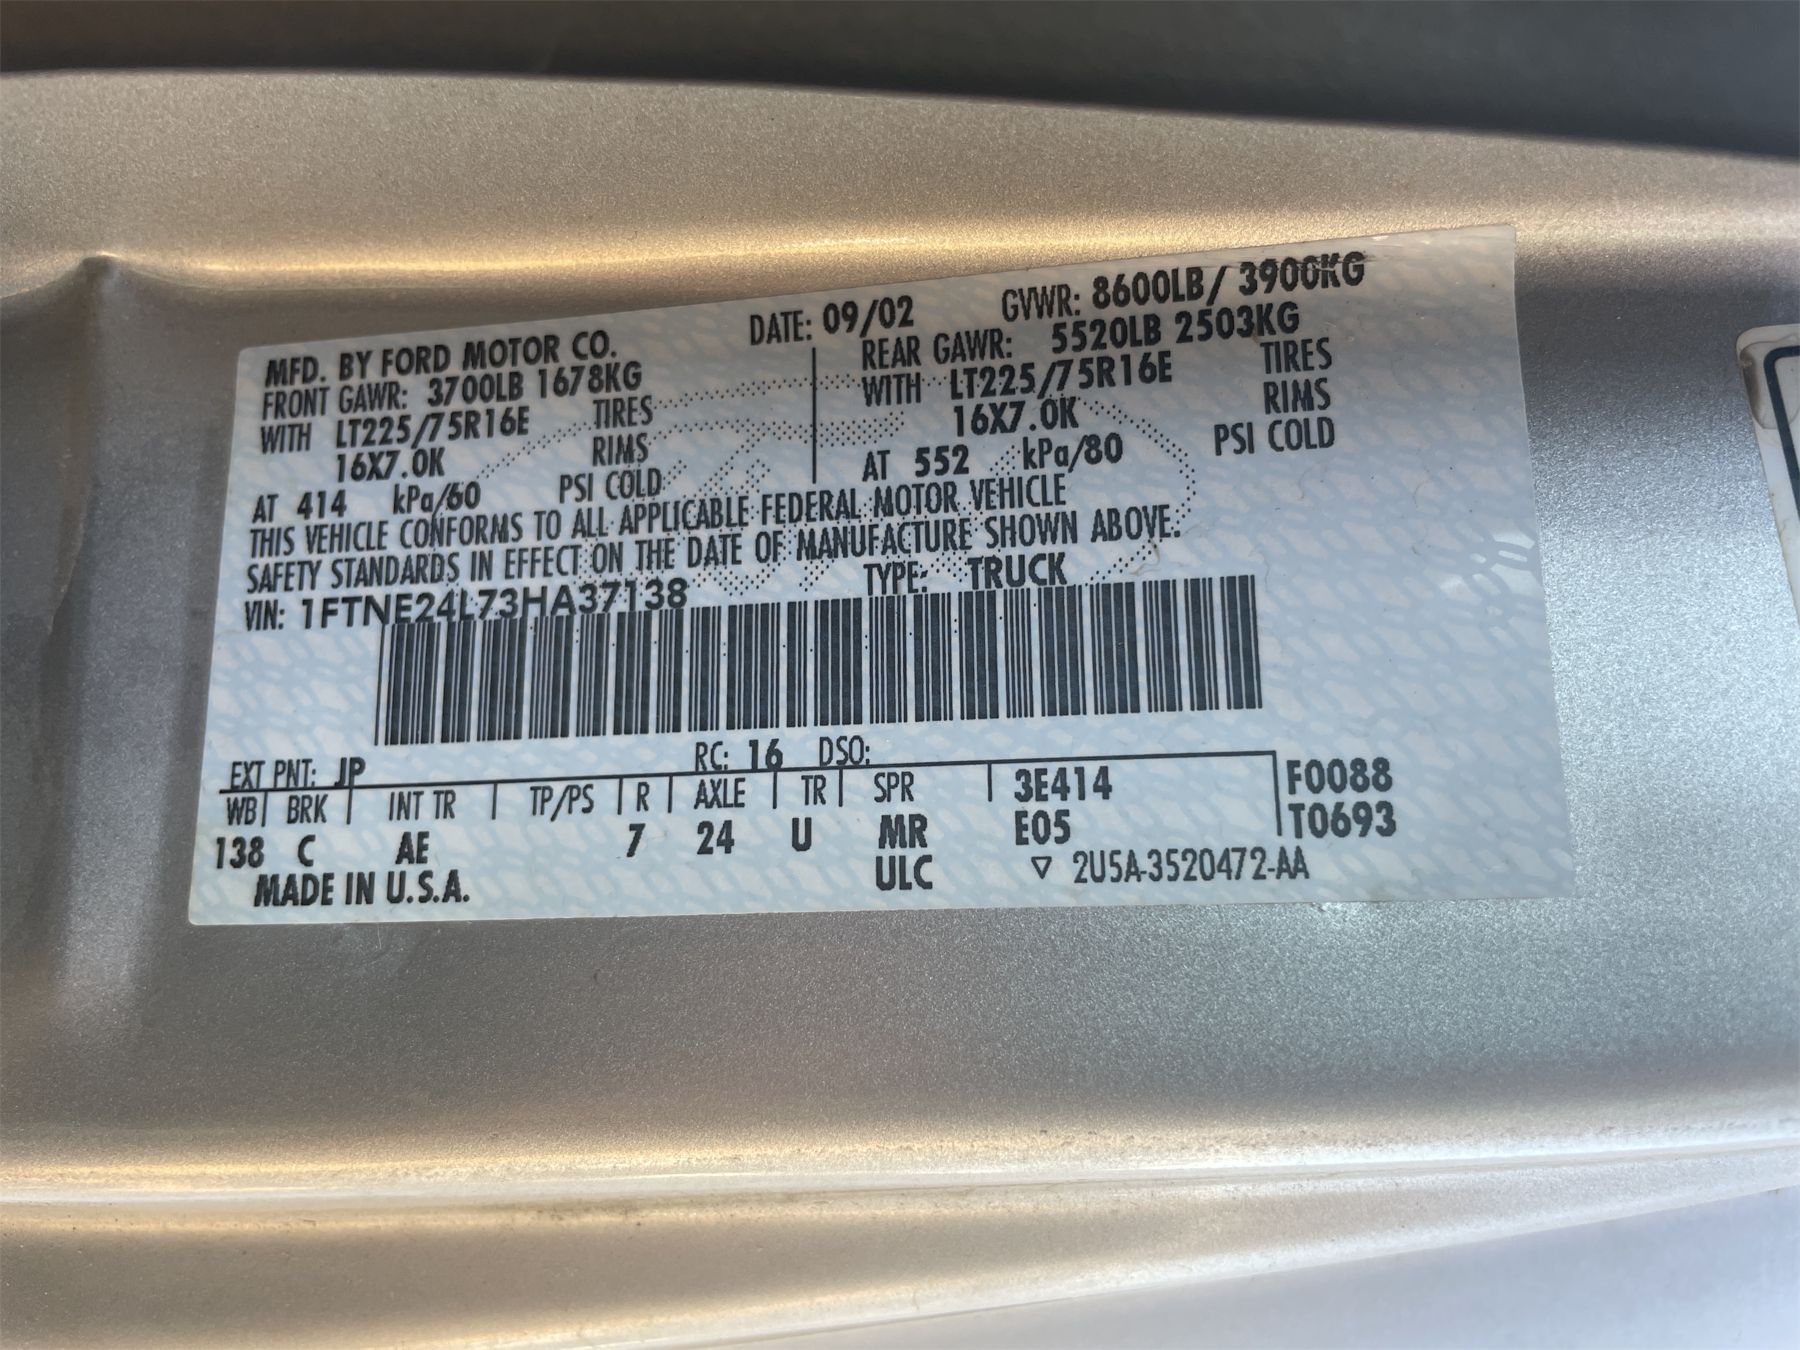 MFD. BY FORD MOTOR CO.
DATE: 09/02
GVWR: 8600LB/ 3900KG
FRONT GAWR: 3700LB 1678KG
WITH LT225/75R16E TIRES
16X7.0K RIMS
AT 414 kPa/60 PSI COLD
REAR GAWR: 5520LB 2503KG
WITH LT225/75R16E TIRES
16X7.0K RIMS
AT 552 kPa/80 PSI COLD
THIS VEHICLE CONFORMS TO ALL APPLICABLE FEDERAL MOTOR VEHICLE
SAFETY STANDARDS IN EFFECT ON THE DATE OF MANUFACTURE SHOWN ABOVE.
VIN: 1FTNE24L73HA37138
TYPE: TRUCK
EXT PNT: JP RC: 16 DSO:
WB BRK INT TR TP/PS R AXLE TR SPR 3E414 F0088
138 C AE 7 24 U MR E05 T0693
MADE IN U.S.A. ULC ▽ 2U5A-3520472-AA